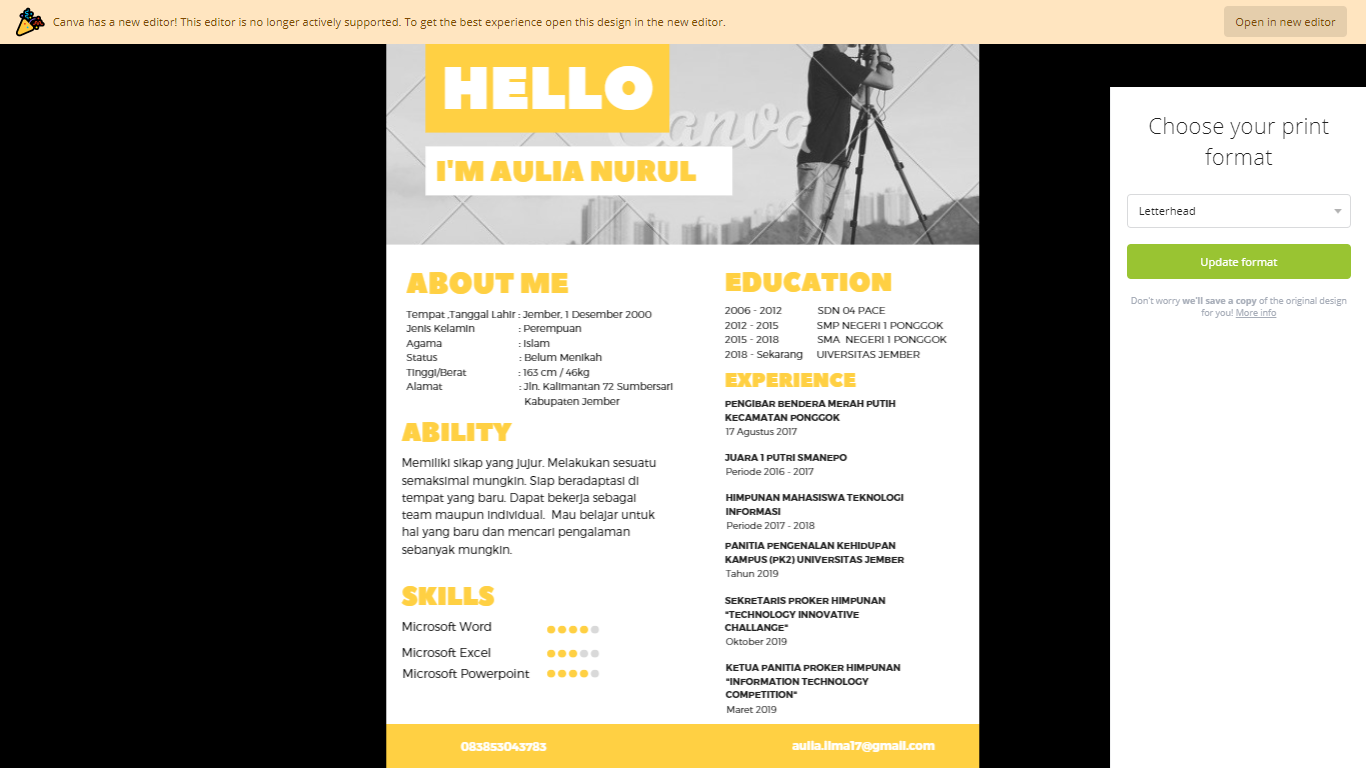 Canva has a new editor! This editor is no longer actively supported. To get the best experience open this design in the new editor.
Open in new editor
HELLO
Canva
I'M AULIA NURUL
ABOUT ME
Tempat ,Tanggal Lahir : Jember, 1 Desember 2000
Jenis Kelamin : Perempuan
Agama : Islam
Status : Belum Menikah
Tinggi/Berat : 163 cm / 46kg
Alamat : Jln. Kalimantan 72 Sumbersari
Kabupaten Jember
ABILITY
Memiliki sikap yang jujur. Melakukan sesuatu
semaksimal mungkin. Siap beradaptasi di
tempat yang baru. Dapat bekerja sebagai
team maupun individual. Mau belajar untuk
hal yang baru dan mencari pengalaman
sebanyak mungkin.
SKILLS
Microsoft Word
Microsoft Excel
Microsoft Powerpoint
EDUCATION
2006 - 2012 SDN 04 PACE
2012 - 2015 SMP NEGERI 1 PONGGOK
2015 - 2018 SMA NEGERI 1 PONGGOK
2018 - Sekarang UIVERSITAS JEMBER
EXPERIENCE
PENGIBAR BENDERA MERAH PUTIH
KECAMATAN PONGGOK
17 Agustus 2017
JUARA 1 PUTRI SMANEPO
Periode 2016 - 2017
HIMPUNAN MAHASISWA TEKNOLOGI
INFORMASI
Periode 2017 - 2018
PANITIA PENGENALAN KEHIDUPAN
KAMPUS (PK2) UNIVERSITAS JEMBER
Tahun 2019
SEKRETARIS PROKER HIMPUNAN
"TECHNOLOGY INNOVATIVE
CHALLANGE"
Oktober 2019
KETUA PANITIA PROKER HIMPUNAN
"INFORMATION TECHNOLOGY
COMPETITION"
Maret 2019
083853043783
aulia.ilma17@gmail.com
Choose your print
format
Letterhead
Update format
Don't worry we'll save a copy of the original design
for you! More info